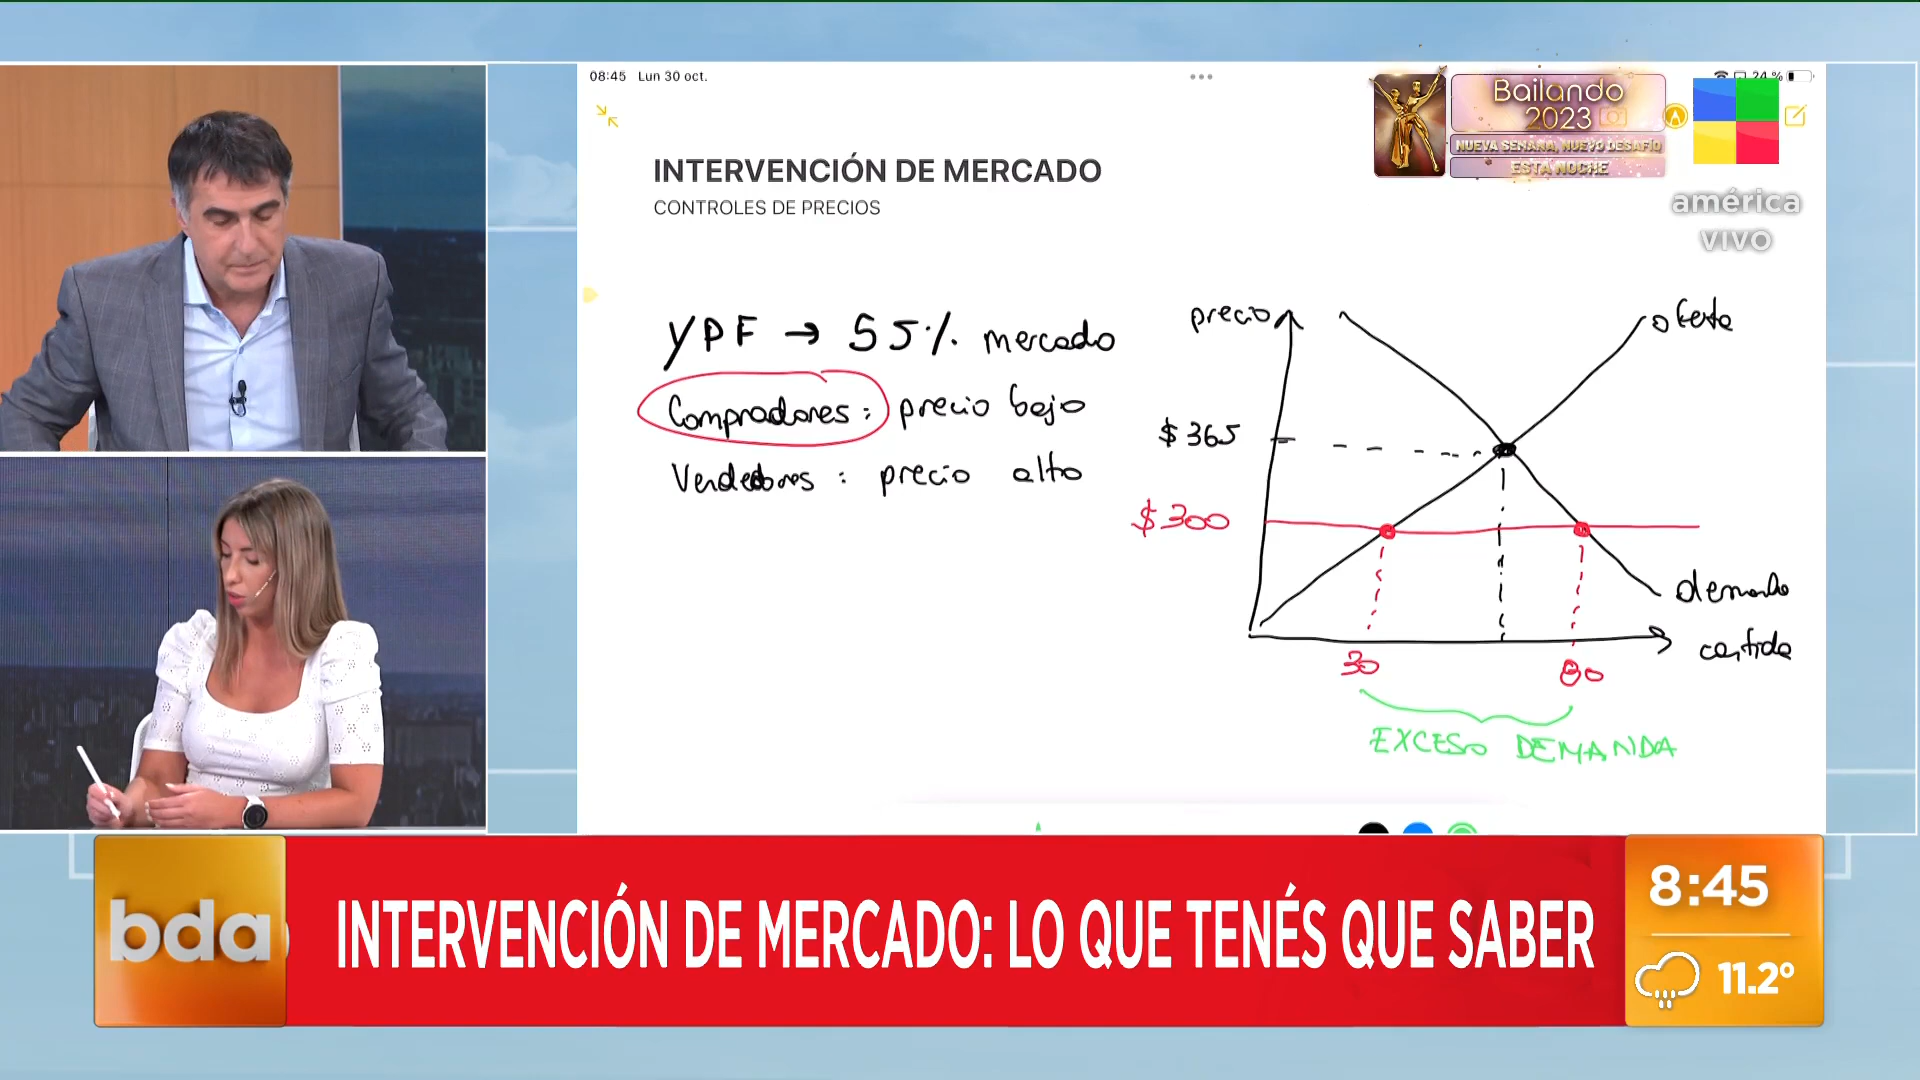 08:45 Lun 30 oct.
24 %
Bailando
2023
NUEVA SEMANA, NUEVO DESAFÍO
ESTA NOCHE
américa
VIVO
INTERVENCIÓN DE MERCADO
CONTROLES DE PRECIOS
YPF → 55% mercado
Compradores: precio bajo
Vendedores: precio alto
precio
oferta
$365
$300
demanda
cantida
30
80
EXCESO DEMANDA
bda
INTERVENCIÓN DE MERCADO: LO QUE TENÉS QUE SABER
8:45
11.2°